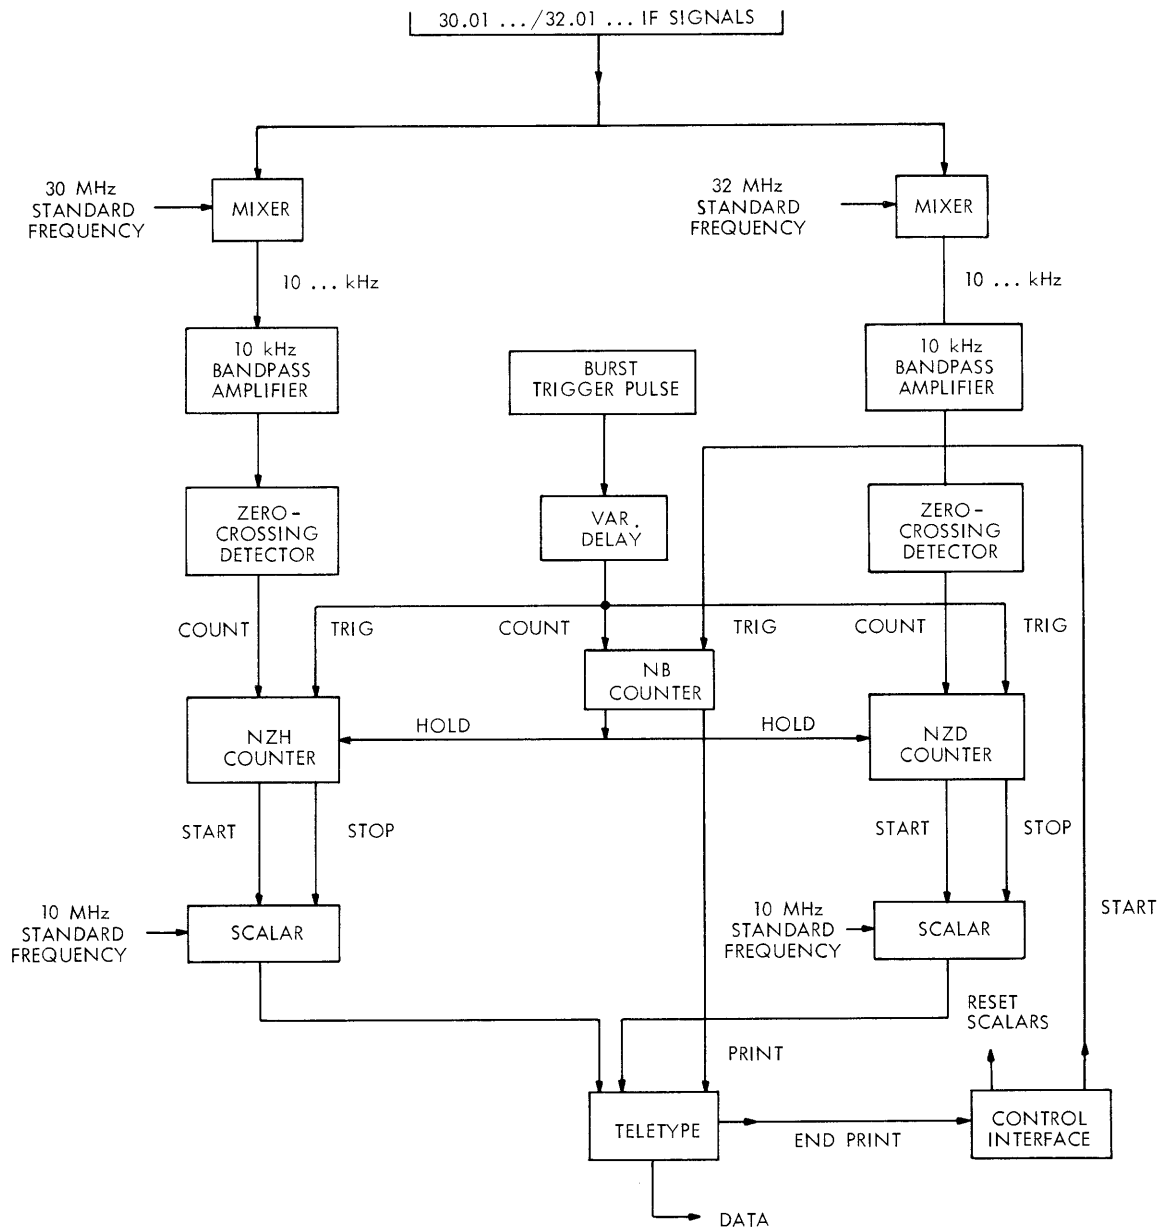 30.01 .../32.01 ... IF SIGNALS
30 MHz
STANDARD
FREQUENCY
MIXER
32 MHz
STANDARD
FREQUENCY
MIXER
10 ... kHz
10 ... kHz
10 kHz
BANDPASS
AMPLIFIER
BURST
TRIGGER PULSE
10 kHz
BANDPASS
AMPLIFIER
ZERO-
CROSSING
DETECTOR
VAR.
DELAY
ZERO-
CROSSING
DETECTOR
COUNT
TRIG
COUNT
TRIG
COUNT
TRIG
NB
COUNTER
NZH
COUNTER
HOLD
HOLD
NZD
COUNTER
START
STOP
START
STOP
10 MHz
STANDARD
FREQUENCY
SCALAR
10 MHz
STANDARD
FREQUENCY
SCALAR
START
RESET
SCALARS
PRINT
TELETYPE
END PRINT
CONTROL
INTERFACE
DATA